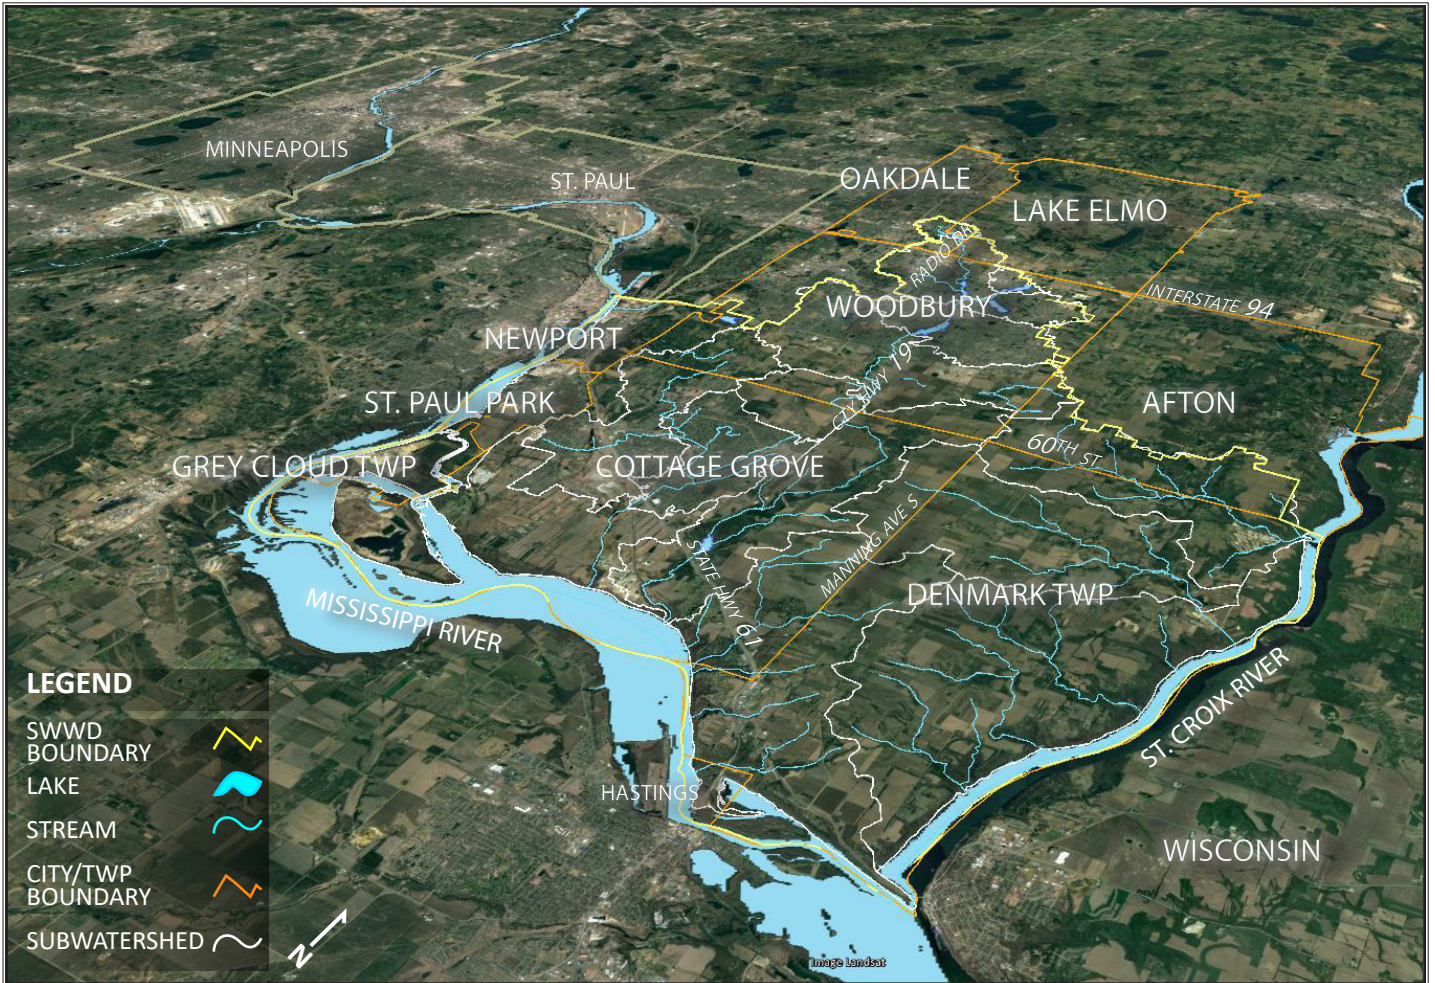 MINNEAPOLIS
ST. PAUL
OAKDALE
LAKE ELMO
RADIO DR
INTERSTATE 94
WOODBURY
NEWPORT
CTY HWY 19
ST. PAUL PARK
AFTON
60TH ST
GREY CLOUD TWP
COTTAGE GROVE
MANNING AVE S
STATE HWY 61
DENMARK TWP
MISSISSIPPI RIVER
ST. CROIX RIVER
HASTINGS
WISCONSIN
LEGEND
SWWD
BOUNDARY
LAKE
STREAM
CITY/TWP
BOUNDARY
SUBWATERSHED
N
Image Landsat